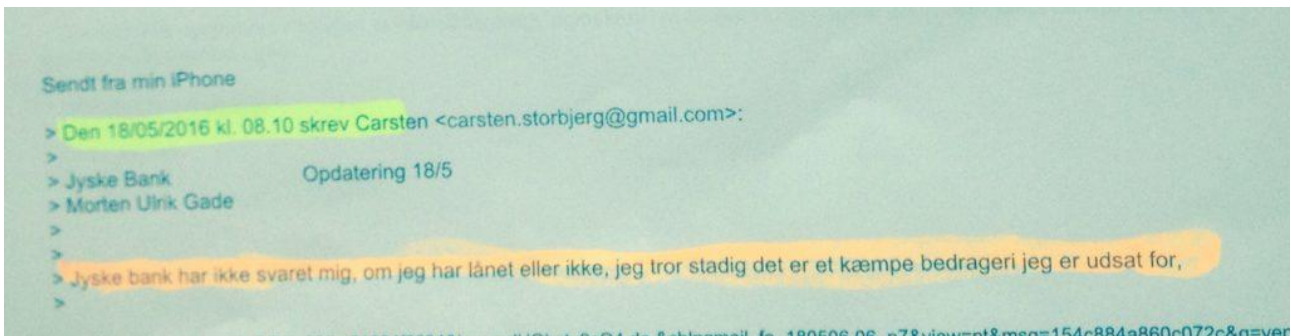 Sendt fra min iPhone
> Den 18/05/2016 kl. 08.10 skrev Carsten <carsten.storbjerg@gmail.com>:
>
> Jyske Bank Opdatering 18/5
> Morten Ulrik Gade
>
>
> Jyske bank har ikke svaret mig, om jeg har lånet eller ikke, jeg tror stadig det er et kæmpe bedrageri jeg er udsat for,
>